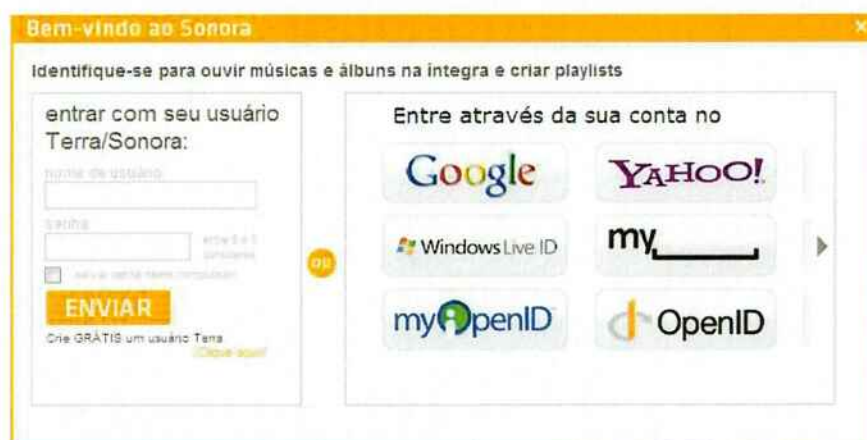 Bem-vindo ao Sonora x
Identifique-se para ouvir músicas e álbuns na íntegra e criar playlists
entrar com seu usuário
Terra/Sonora:
nome de usuário
senha
ENVIAR
Crie GRÁTIS um usuário Terra
Clique aqui!
ou
Entre através da sua conta no
Google YAHOO!
Windows Live ID my
myOpenID OpenID